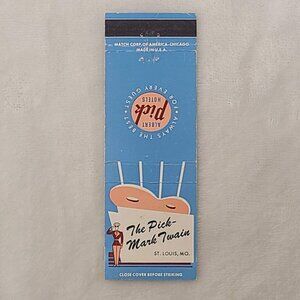 MATCH CORP. OF AMERICA-CHICAGO
MADE IN U.S.A.
• ALWAYS THE BEST •
FOR EVERY GUEST
ALBERT
Pick
HOTELS
The Pick-
Mark Twain
ST. LOUIS, MO.
CLOSE COVER BEFORE STRIKING